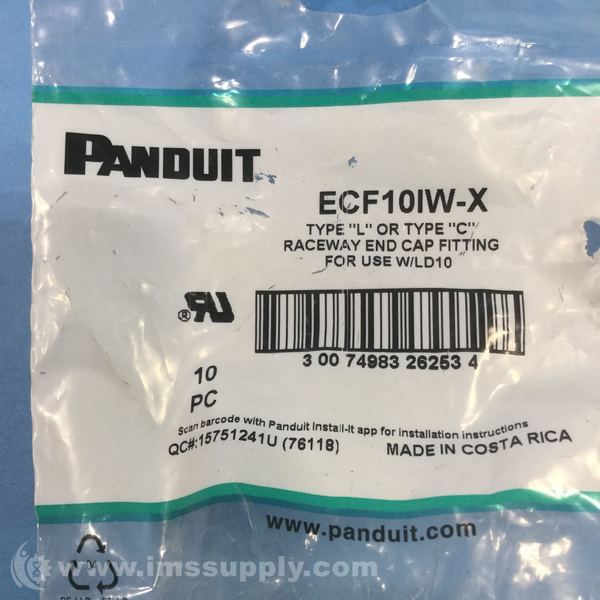 PANDUIT
ECF10IW-X
TYPE "L" OR TYPE "C"
RACEWAY END CAP FITTING
FOR USE W/LD10
3 00 74983 26253 4
10
PC
Scan barcode with Panduit Install-It app for installation instructions
QC#:15751241U (76118) MADE IN COSTA RICA
www.panduit.com
www.imssupply.com